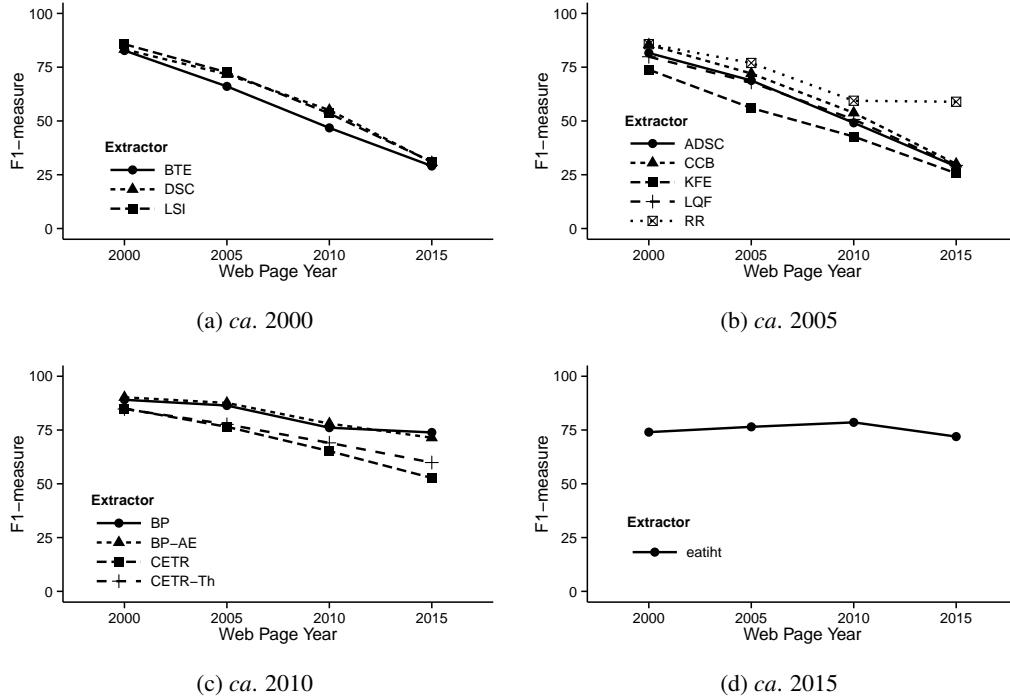 100
75
50
25
0
F1−measure
Extractor
BTE
DSC
LSI
2000 2005 2010 2015
Web Page Year
(a) ca. 2000
100
75
50
25
0
F1−measure
Extractor
ADSC
CCB
KFE
LQF
RR
2000 2005 2010 2015
Web Page Year
(b) ca. 2005
100
75
50
25
0
F1−measure
Extractor
BP
BP−AE
CETR
CETR−Th
2000 2005 2010 2015
Web Page Year
(c) ca. 2010
100
75
50
25
0
F1−measure
Extractor
eatiht
2000 2005 2010 2015
Web Page Year
(d) ca. 2015